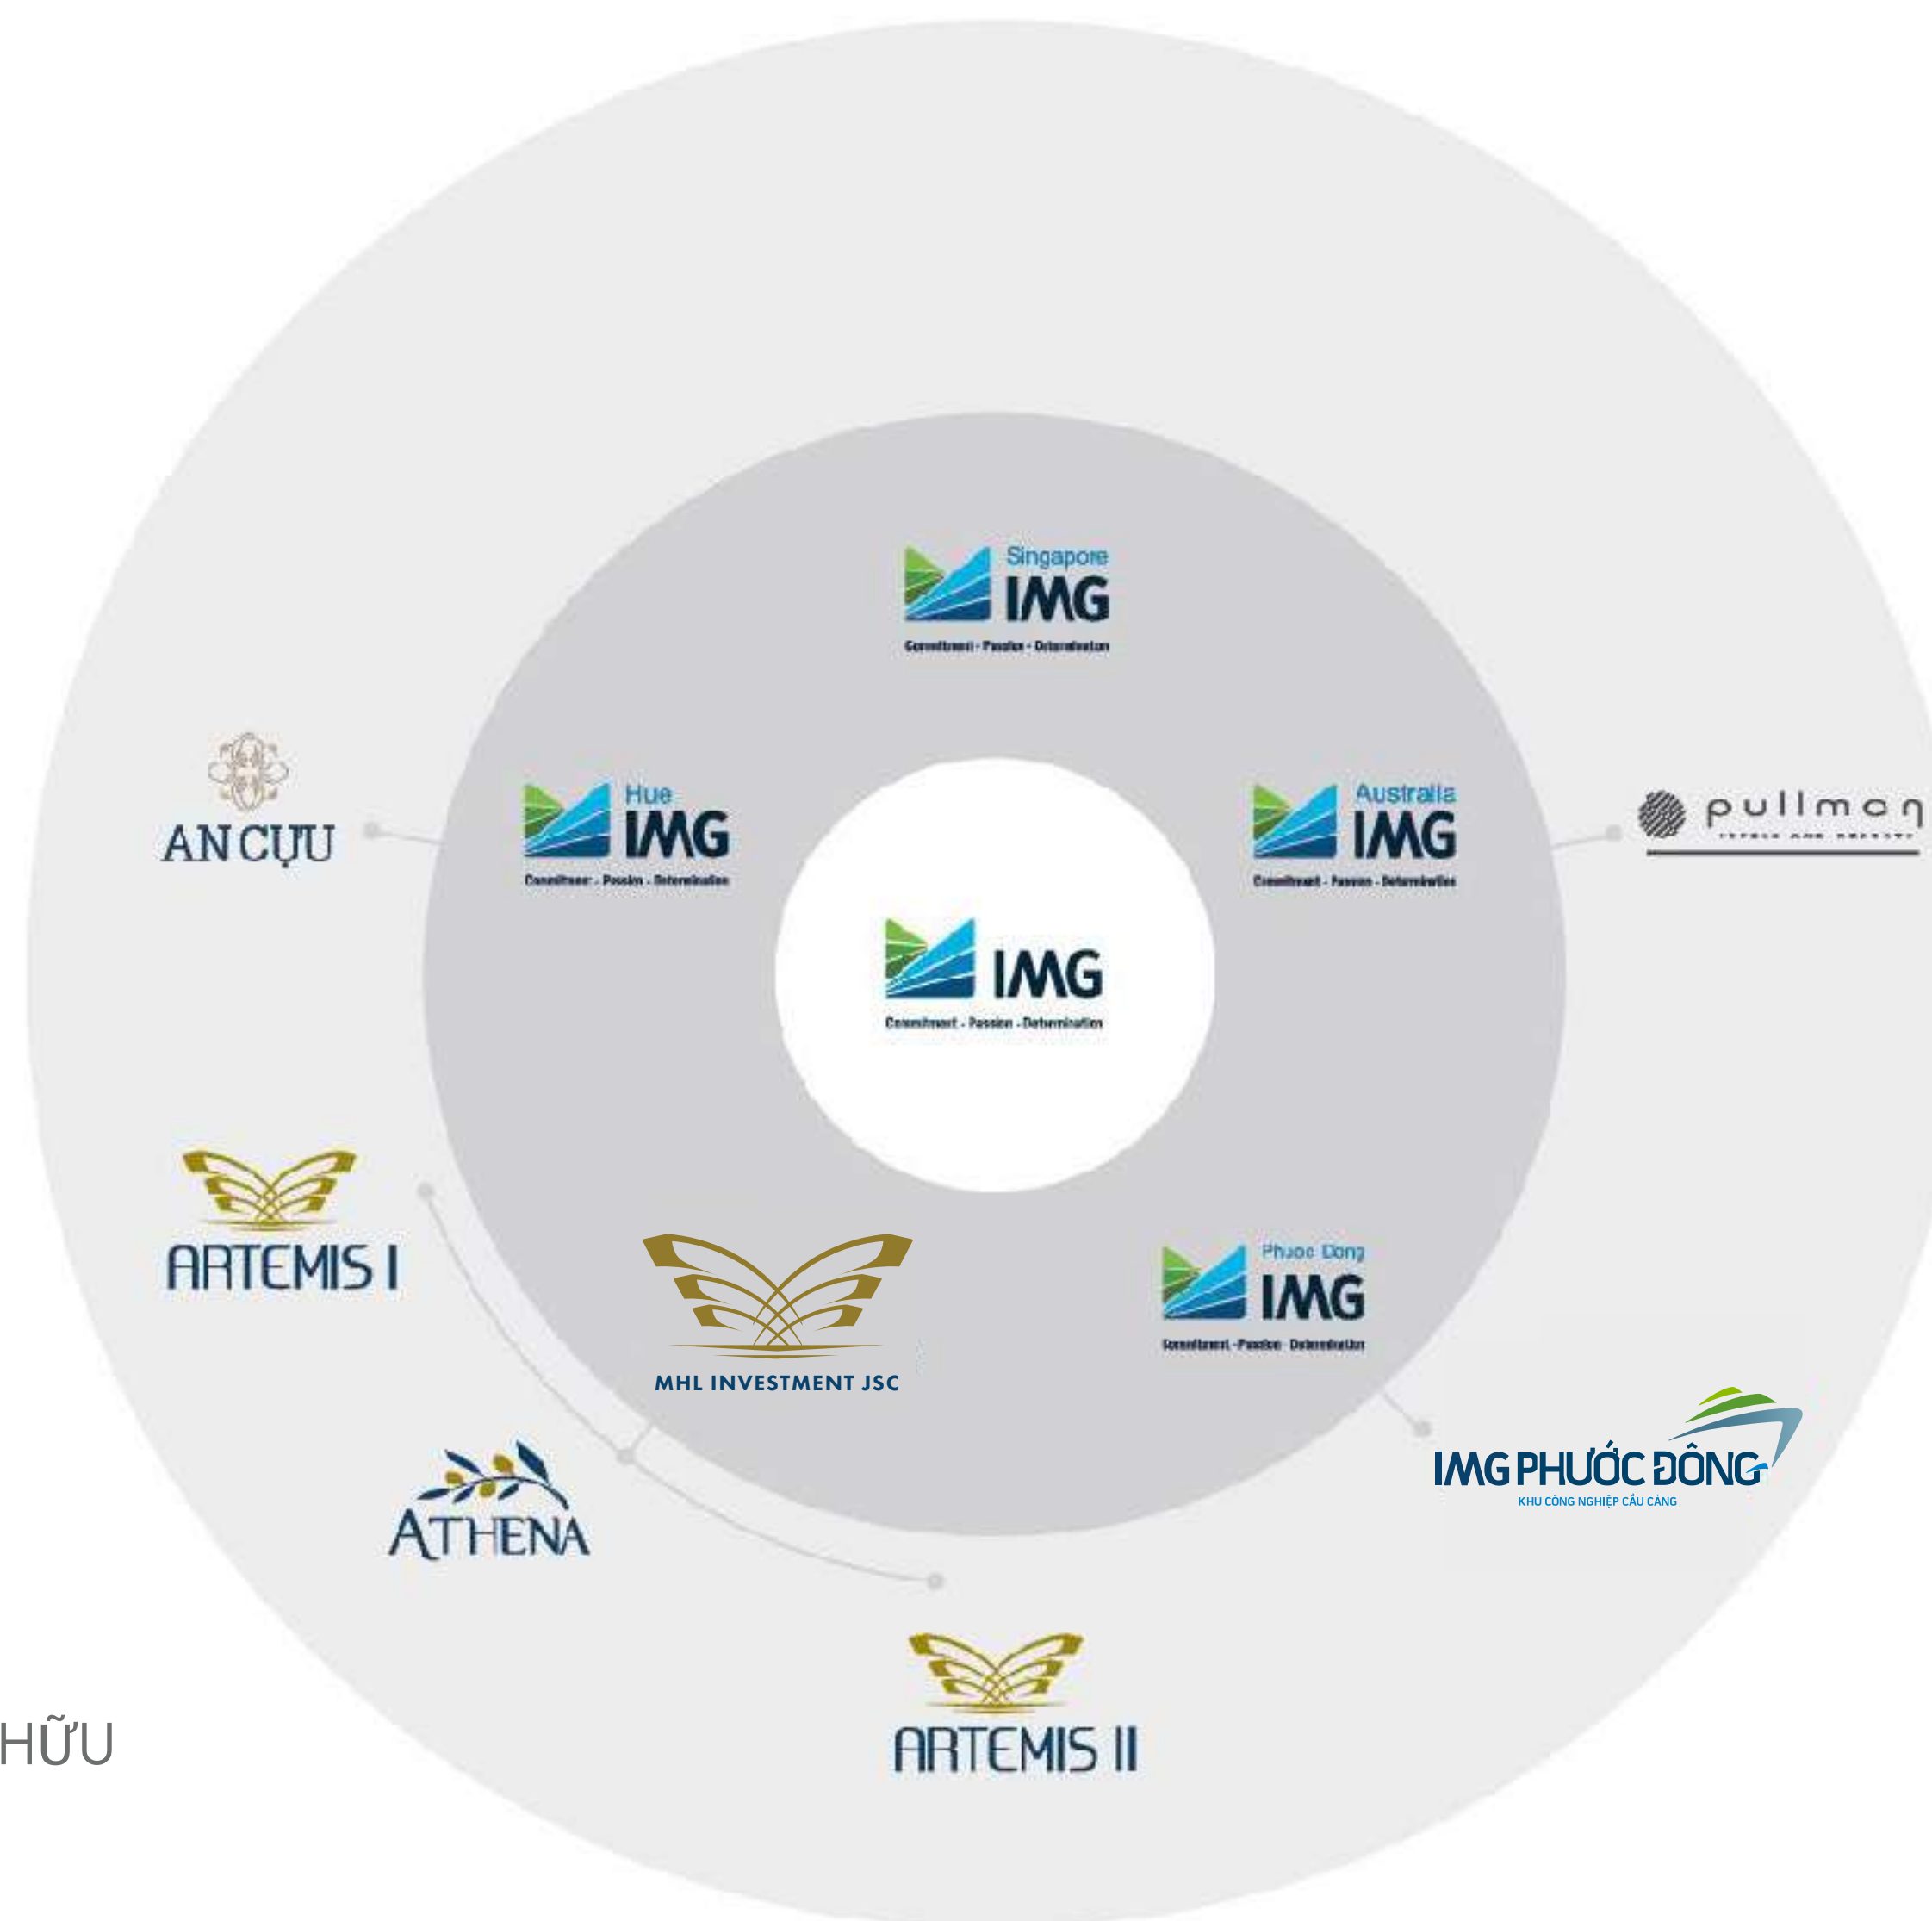 Singapore
IMG
Commitment - Passion - Determination
AN CỰU
Hue
IMG
Commitment - Passion - Determination
Australia
IMG
Commitment - Passion - Determination
pullman
IMG
Commitment - Passion - Determination
ARTEMIS I
MHL INVESTMENT JSC
Phuoc Dong
IMG
Commitment - Passion - Determination
ATHENA
IMG PHƯỚC ĐÔNG
KHU CÔNG NGHIỆP CẦU CẢNG
ARTEMIS II
HỮU